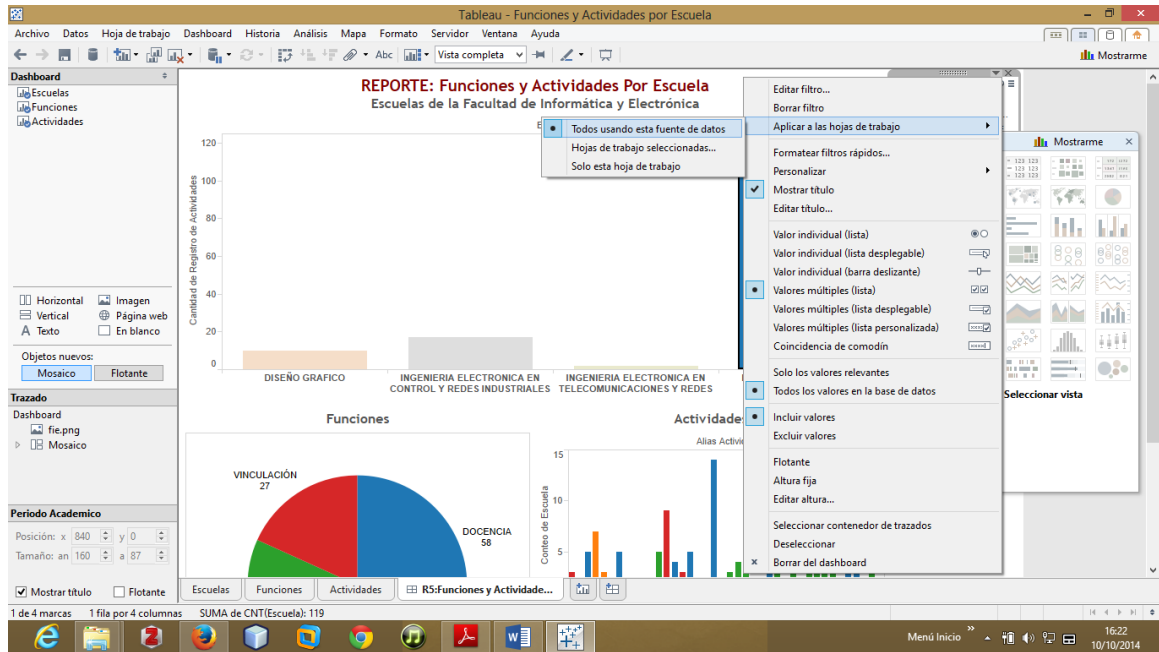 Tableau - Funciones y Actividades por Escuela
Archivo Datos Hoja de trabajo Dashboard Historia Análisis Mapa Formato Servidor Ventana Ayuda
Abc Vista completa Mostrarme
Dashboard
Escuelas
Funciones
Actividades
Horizontal Imagen
Vertical Página web
A Texto En blanco
Objetos nuevos:
Mosaico Flotante
Trazado
Dashboard
fie.png
Mosaico
Periodo Academico
Posición: x 840 y 0
Tamaño: an 160 a 87
Mostrar título Flotante
REPORTE: Funciones y Actividades Por Escuela
Escuelas de la Facultad de Informática y Electrónica
Cantidad de Registro de Actividades
120
100
80
60
40
20
0
DISEÑO GRAFICO
INGENIERIA ELECTRONICA EN
CONTROL Y REDES INDUSTRIALES
INGENIERIA ELECTRONICA EN
TELECOMUNICACIONES Y REDES
Todos usando esta fuente de datos
Hojas de trabajo seleccionadas...
Solo esta hoja de trabajo
Editar filtro...
Borrar filtro
Aplicar a las hojas de trabajo
Formatear filtros rápidos...
Personalizar
Mostrar título
Editar título...
Valor individual (lista)
Valor individual (lista desplegable)
Valor individual (barra deslizante)
Valores múltiples (lista)
Valores múltiples (lista desplegable)
Valores múltiples (lista personalizada)
Coincidencia de comodín
Solo los valores relevantes
Todos los valores en la base de datos
Incluir valores
Excluir valores
Flotante
Altura fija
Editar altura...
Seleccionar contenedor de trazados
Deseleccionar
Borrar del dashboard
Mostrarme
Seleccionar vista
Funciones
VINCULACIÓN
27
DOCENCIA
58
Actividade
Alias Activi
Conteo de Escuela
15
10
5
Escuelas Funciones Actividades R5:Funciones y Actividade...
1 de 4 marcas 1 fila por 4 columnas SUMA de CNT(Escuela): 119
Menú Inicio
16:22
10/10/2014